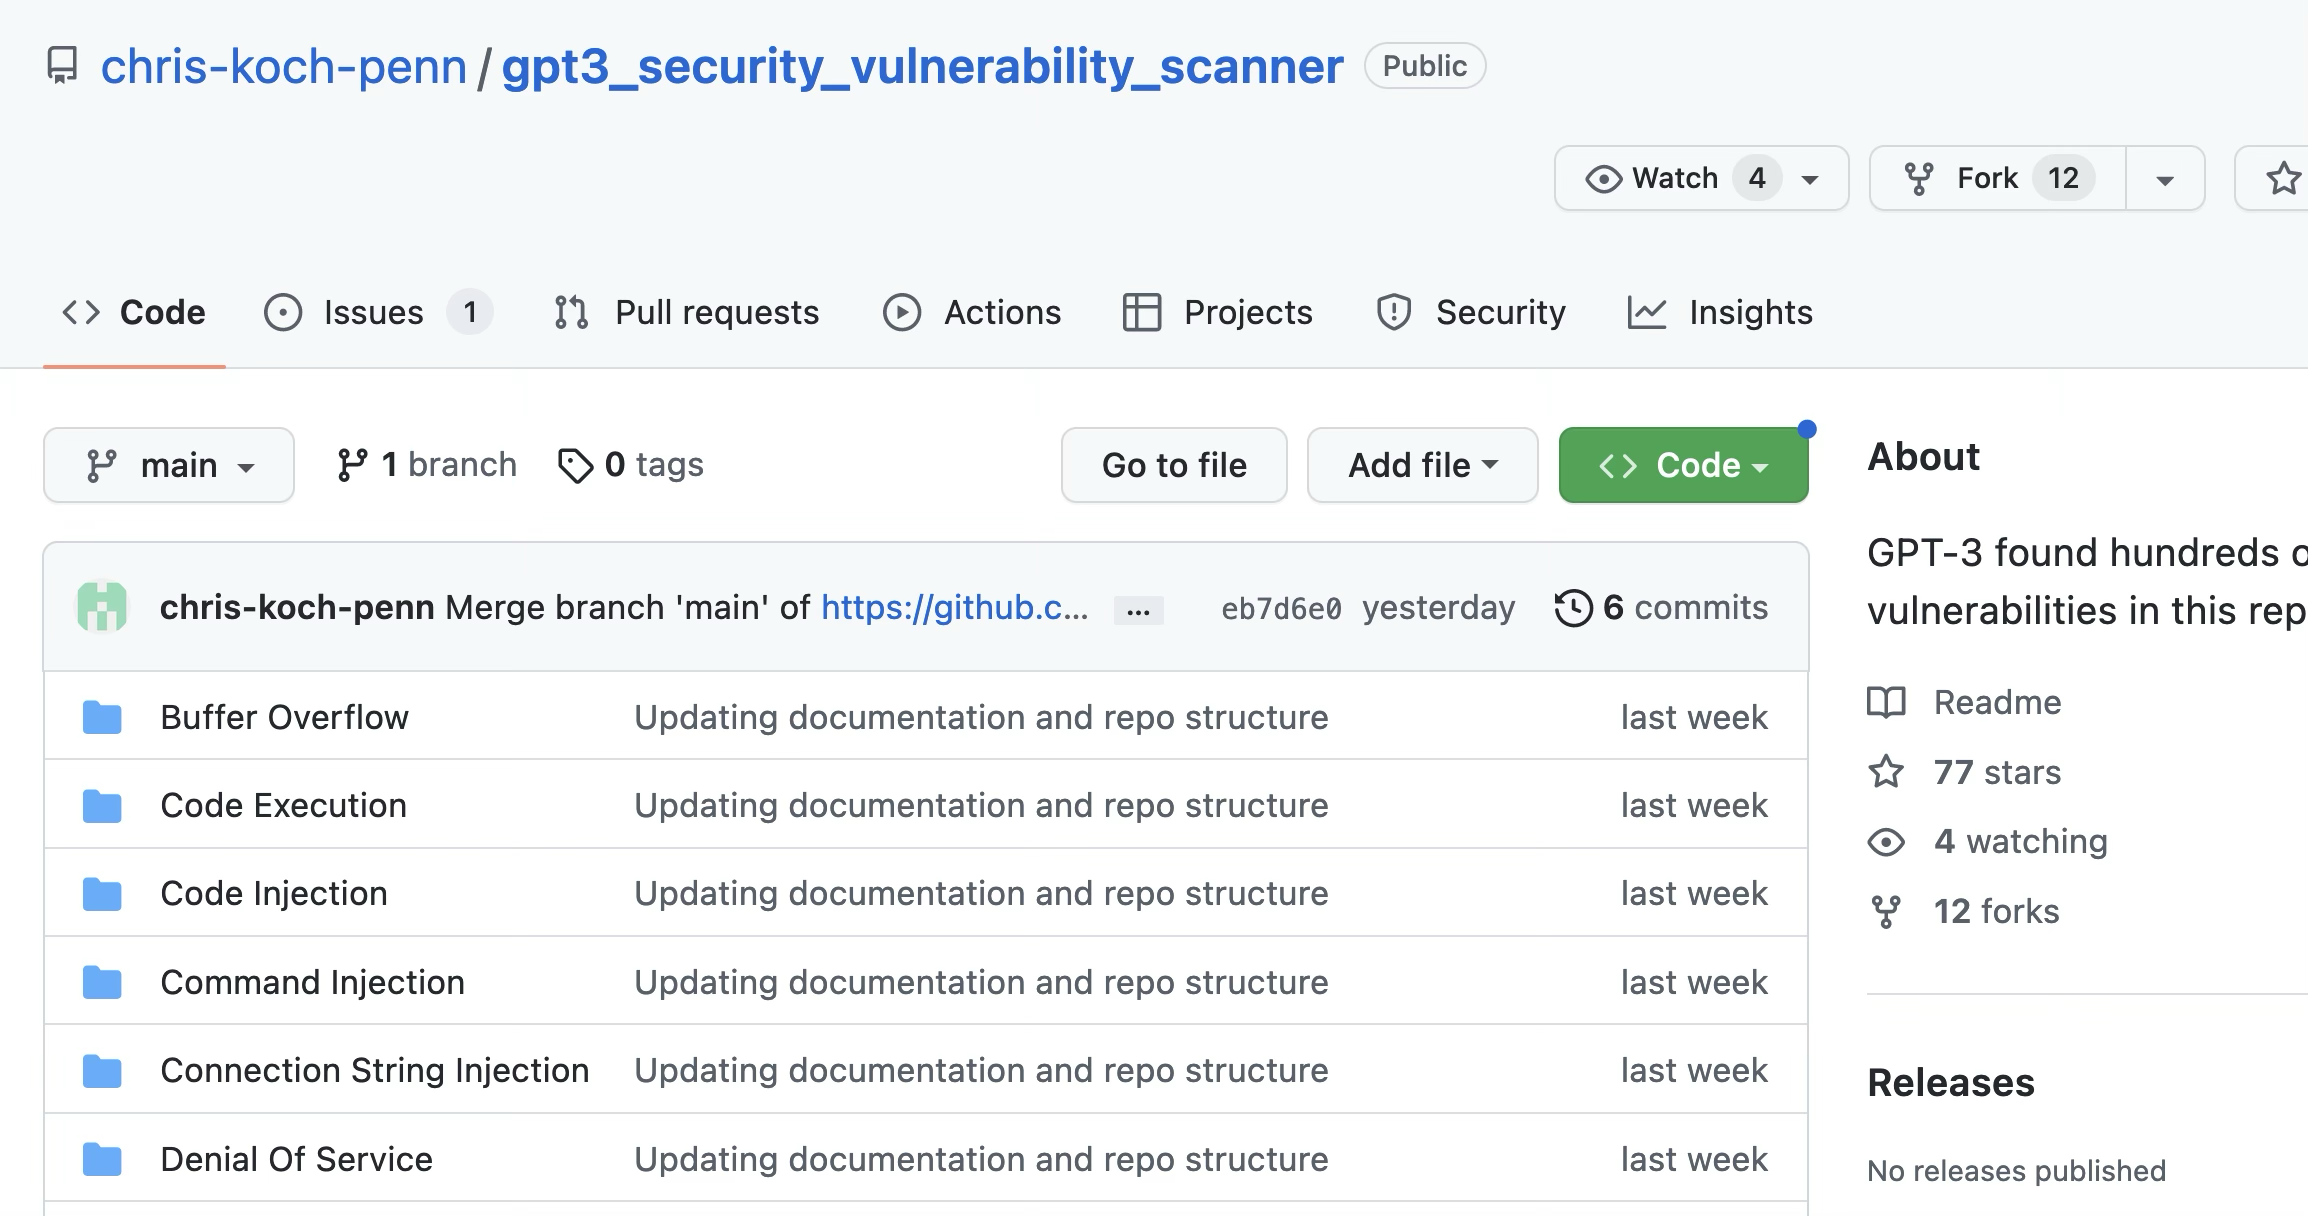 chris-koch-penn / gpt3_security_vulnerability_scanner Public
Watch 4 Fork 12
Code Issues 1 Pull requests Actions Projects Security Insights
main 1 branch 0 tags Go to file Add file Code
chris-koch-penn Merge branch 'main' of https://github.c... ... eb7d6e0 yesterday 6 commits
Buffer Overflow Updating documentation and repo structure last week
Code Execution Updating documentation and repo structure last week
Code Injection Updating documentation and repo structure last week
Command Injection Updating documentation and repo structure last week
Connection String Injection Updating documentation and repo structure last week
Denial Of Service Updating documentation and repo structure last week
About
GPT-3 found hundreds
vulnerabilities in this
Readme
77 stars
4 watching
12 forks
Releases
No releases published